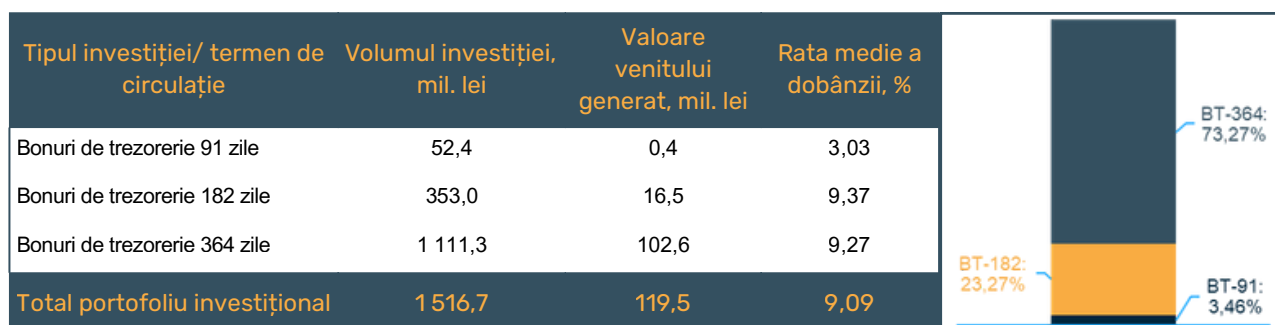 Tipul investiției/ termen de circulație Volumul investiției, mil. lei Valoare venitului generat, mil. lei Rata medie a dobânzii, %
Bonuri de trezorerie 91 zile 52,4 0,4 3,03
Bonuri de trezorerie 182 zile 353,0 16,5 9,37
Bonuri de trezorerie 364 zile 1 111,3 102,6 9,27
Total portofoliu investițional 1 516,7 119,5 9,09
BT-364:
73,27%
BT-182:
23,27%
BT-91:
3,46%